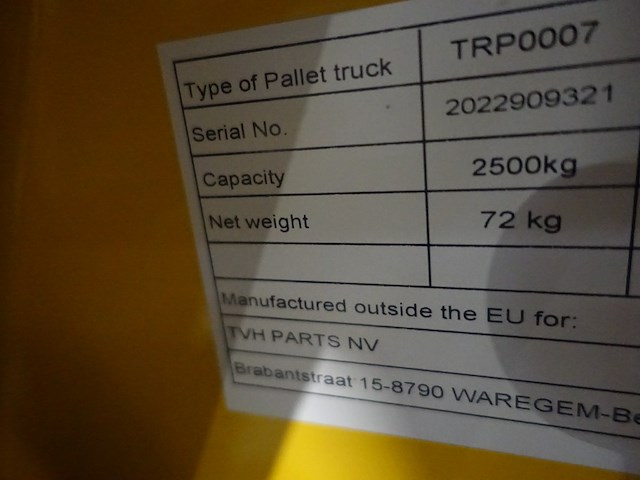 Type of Pallet truck TRP0007
Serial No. 2022909321
Capacity 2500kg
Net weight 72 kg
Manufactured outside the EU for:
TVH PARTS NV
Brabantstraat 15-8790 WAREGEM-Be